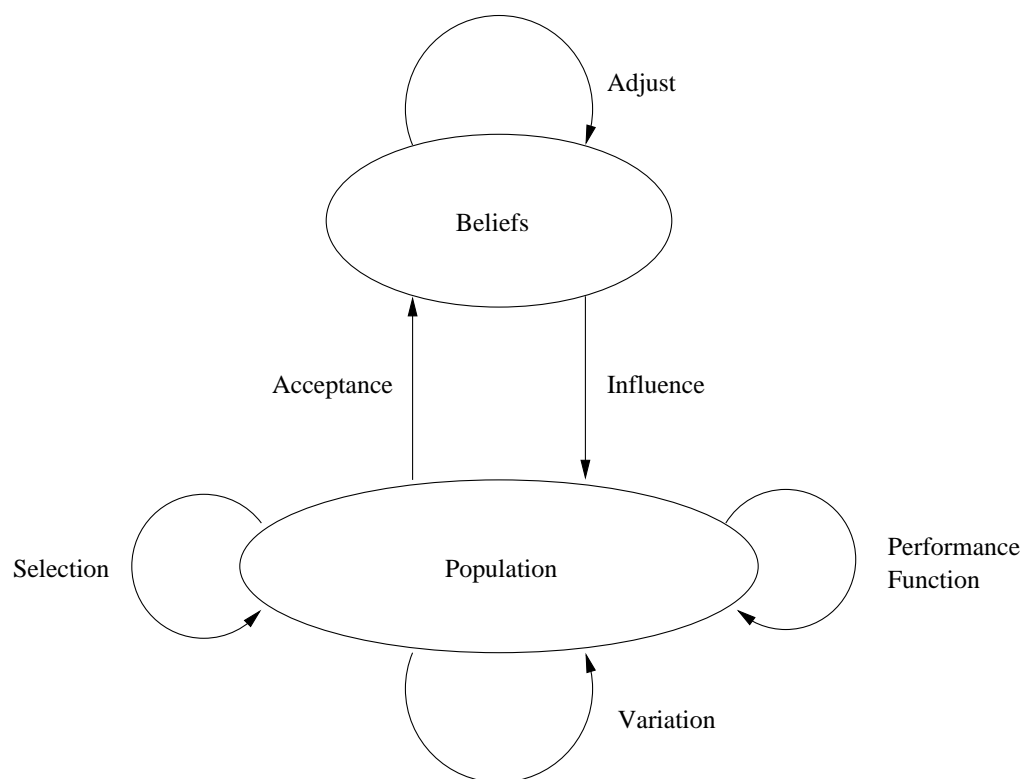 Adjust
Beliefs
Acceptance
Influence
Selection
Population
Performance
Function
Variation